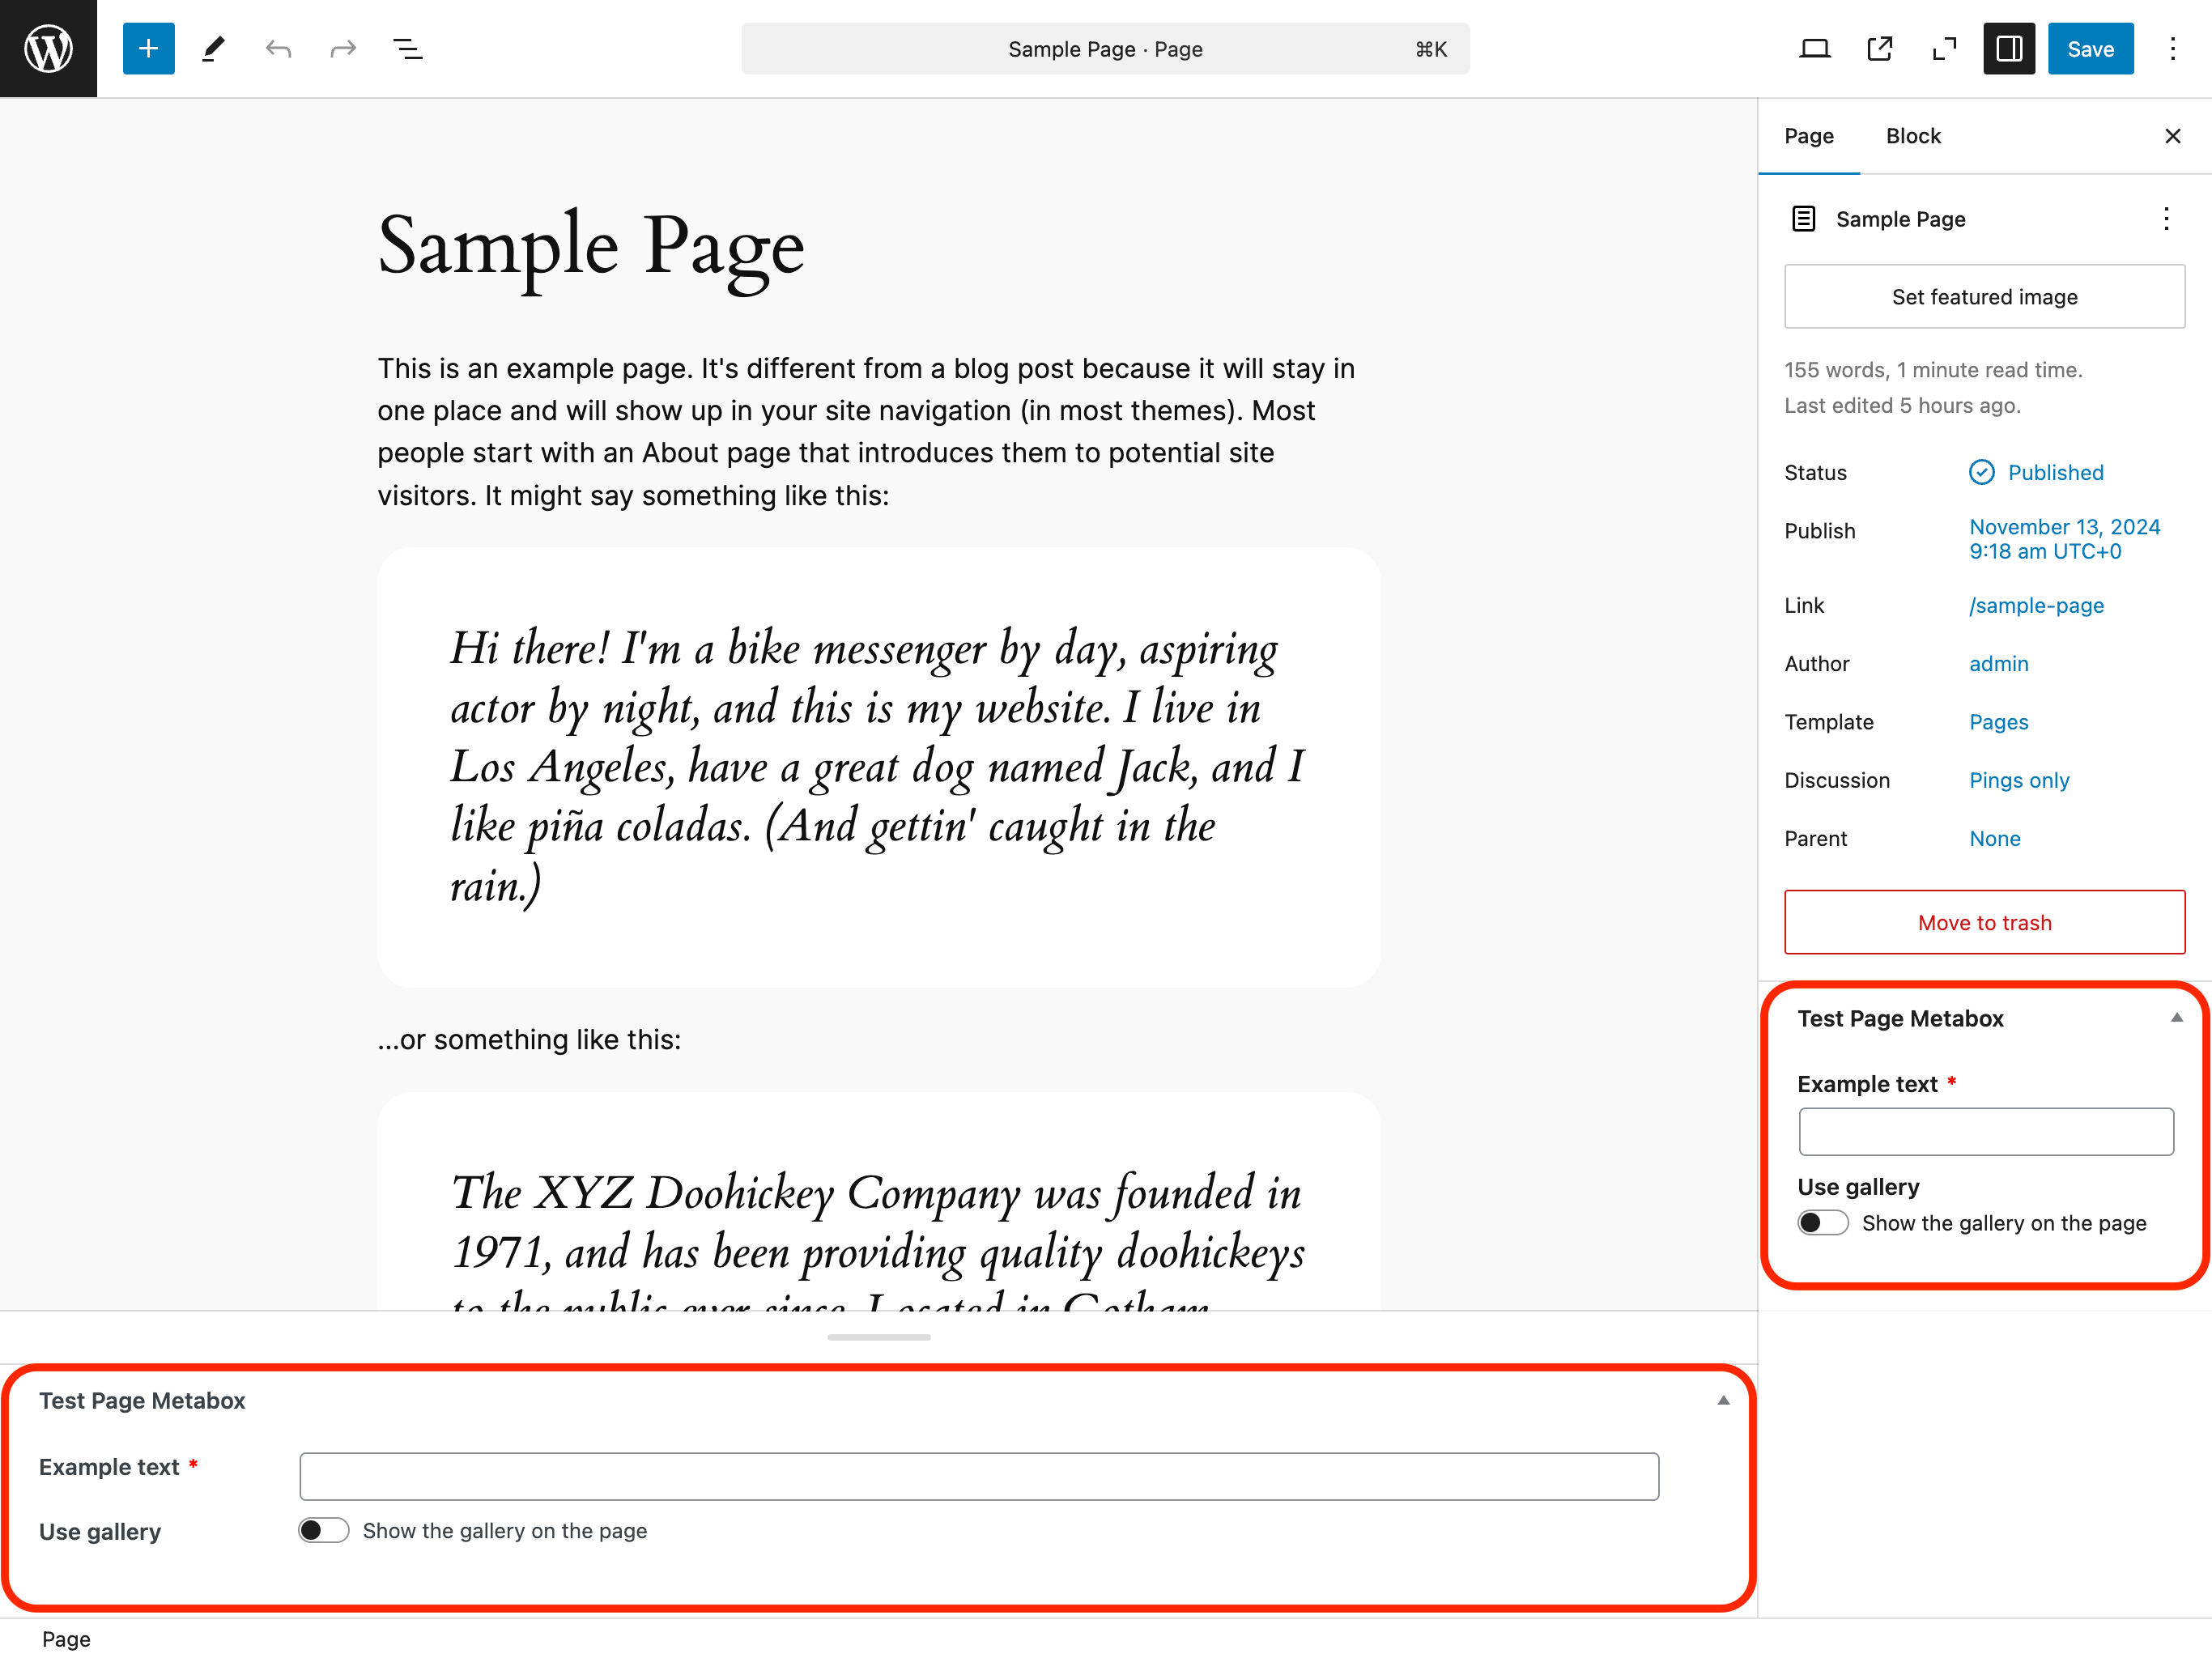 Sample Page · Page ⌘K
Save
Sample Page
This is an example page. It's different from a blog post because it will stay in
one place and will show up in your site navigation (in most themes). Most
people start with an About page that introduces them to potential site
visitors. It might say something like this:
Hi there! I'm a bike messenger by day, aspiring
actor by night, and this is my website. I live in
Los Angeles, have a great dog named Jack, and I
like piña coladas. (And gettin' caught in the
rain.)
...or something like this:
The XYZ Doohickey Company was founded in
1971, and has been providing quality doohickeys
to the public ever since. Located in Gotham
Test Page Metabox
Example text *
Use gallery
Show the gallery on the page
Page
Page Block
Sample Page
Set featured image
155 words, 1 minute read time.
Last edited 5 hours ago.
Status Published
Publish November 13, 2024
9:18 am UTC+0
Link /sample-page
Author admin
Template Pages
Discussion Pings only
Parent None
Move to trash
Test Page Metabox
Example text *
Use gallery
Show the gallery on the page